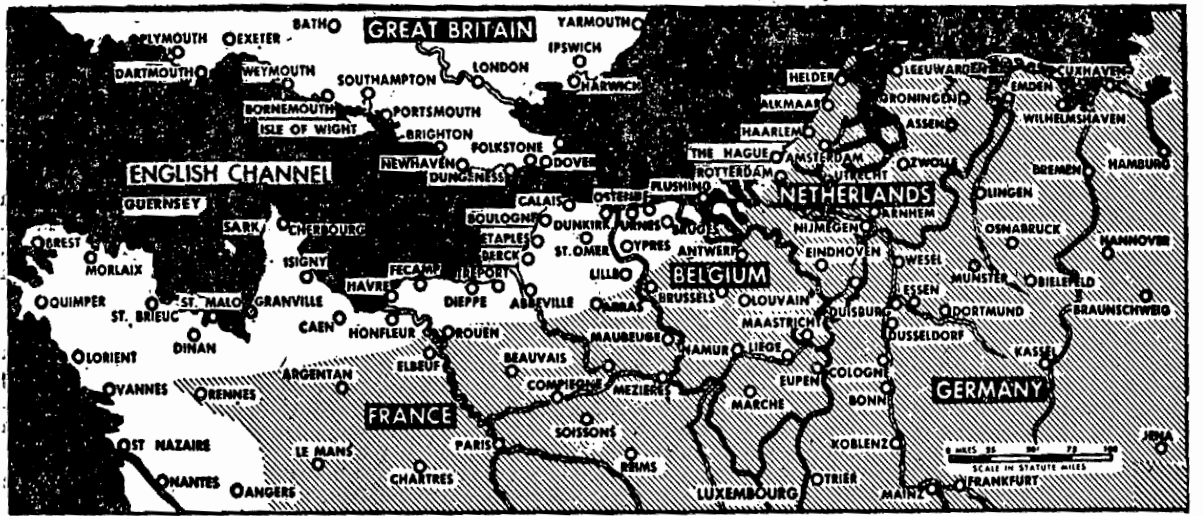 BATH
GREAT BRITAIN
YARMOUTH
PLYMOUTH
EXETER
IPSWICH
DARTMOUTH
WEYMOUTH
SOUTHAMPTON
LONDON
HARWICH
HELDER
LEEUWARDEN
CUXHAVEN
BORNEMOUTH
PORTSMOUTH
ALKMAAR
GRONINGEN
EMDEN
ISLE OF WIGHT
BRIGHTON
HAARLEM
ASSEN
WILHELMSHAVEN
FOLKSTONE
NEWHAVEN
DOVER
THE HAGUE
AMSTERDAM
ZWOLLE
BREMEN
HAMBURG
ENGLISH CHANNEL
DUNGENESS
ROTTERDAM
UTRECHT
GUERNSEY
CALAIS
OSTEND
FLUSHING
NETHERLANDS
LINGEN
SARK
CHERBOURG
BOULOGNE
DUNKIRK
FURNES
BRUGES
NIJMEGEN
ARNHEM
OSNABRUCK
BREST
ETAPLES
ST. OMER
YPRES
ANTWERP
EINDHOVEN
HANNOVER
MORLAIX
ISIGNY
FECAMP
BERCK
LILLE
BELGIUM
WESEL
MUNSTER
BIELEFELD
HAVRE
TREPORT
QUIMPER
ST. MALO
GRANVILLE
DIEPPE
ABBEVILLE
ARRAS
BRUSSELS
LOUVAIN
DUISBURG
ESSEN
DORTMUND
BRAUNSCHWEIG
ST. BRIEUC
CAEN
HONFLEUR
ROUEN
MAUBEUGE
MAASTRICHT
DUSSELDORF
DINAN
NAMUR
LIEGE
LORIENT
ELBEUF
BEAUVAIS
EUPEN
COLOGNE
KASSEL
VANNES
RENNES
ARGENTAN
COMPIEGNE
MEZIERES
MARCHE
BONN
GERMANY
FRANCE
SOISSONS
ST NAZAIRE
LE MANS
PARIS
REIMS
KOBLENZ
JENA
0 MILES 25 50 75 100
SCALE IN STATUTE MILES
NANTES
ANGERS
CHARTRES
LUXEMBOURG
TRIER
MAINZ
FRANKFURT